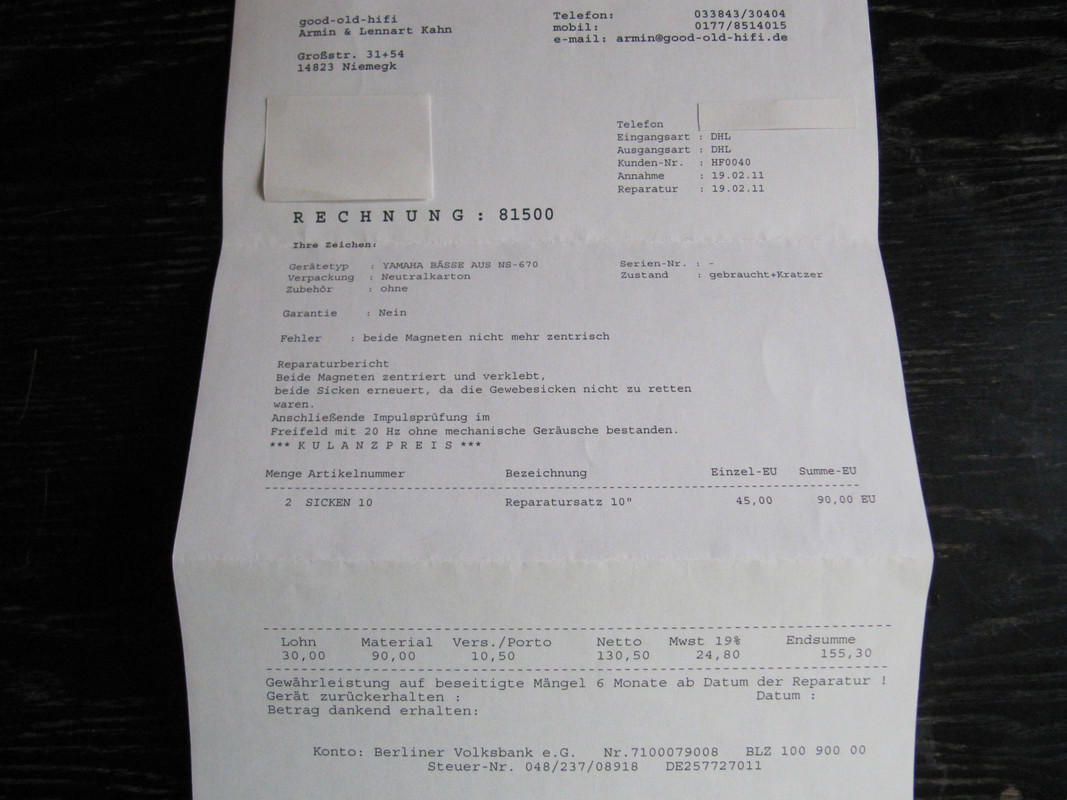 good-old-hifi
Armin & Lennart Kahn
Großstr. 31+54
14823 Niemegk
Telefon: 033843/30404
mobil: 0177/8514015
e-mail: armin@good-old-hifi.de
Telefon
Eingangsart : DHL
Ausgangsart : DHL
Kunden-Nr. : HF0040
Annahme : 19.02.11
Reparatur : 19.02.11
R E C H N U N G : 81500
Ihre Zeichen:
Gerätetyp : YAMAHA BÄSSE AUS NS-670 Serien-Nr. : -
Verpackung : Neutralkarton Zustand : gebraucht+Kratzer
Zubehör : ohne
Garantie : Nein
Fehler : beide Magneten nicht mehr zentrisch
Reparaturbericht
Beide Magneten zentriert und verklebt,
beide Sicken erneuert, da die Gewebesicken nicht zu retten
waren.
Anschließende Impulsprüfung im
Freifeld mit 20 Hz ohne mechanische Geräusche bestanden.
*** K U L A N Z P R E I S ***
Menge Artikelnummer Bezeichnung Einzel-EU Summe-EU
2 SICKEN 10 Reparatursatz 10" 45,00 90,00 EU
Lohn Material Vers./Porto Netto Mwst 19% Endsumme
30,00 90,00 10,50 130,50 24,80 155,30
Gewährleistung auf beseitigte Mängel 6 Monate ab Datum der Reparatur !
Gerät zurückerhalten : Datum :
Betrag dankend erhalten:
Konto: Berliner Volksbank e.G. Nr.7100079008 BLZ 100 900 00
Steuer-Nr. 048/237/08918 DE257727011